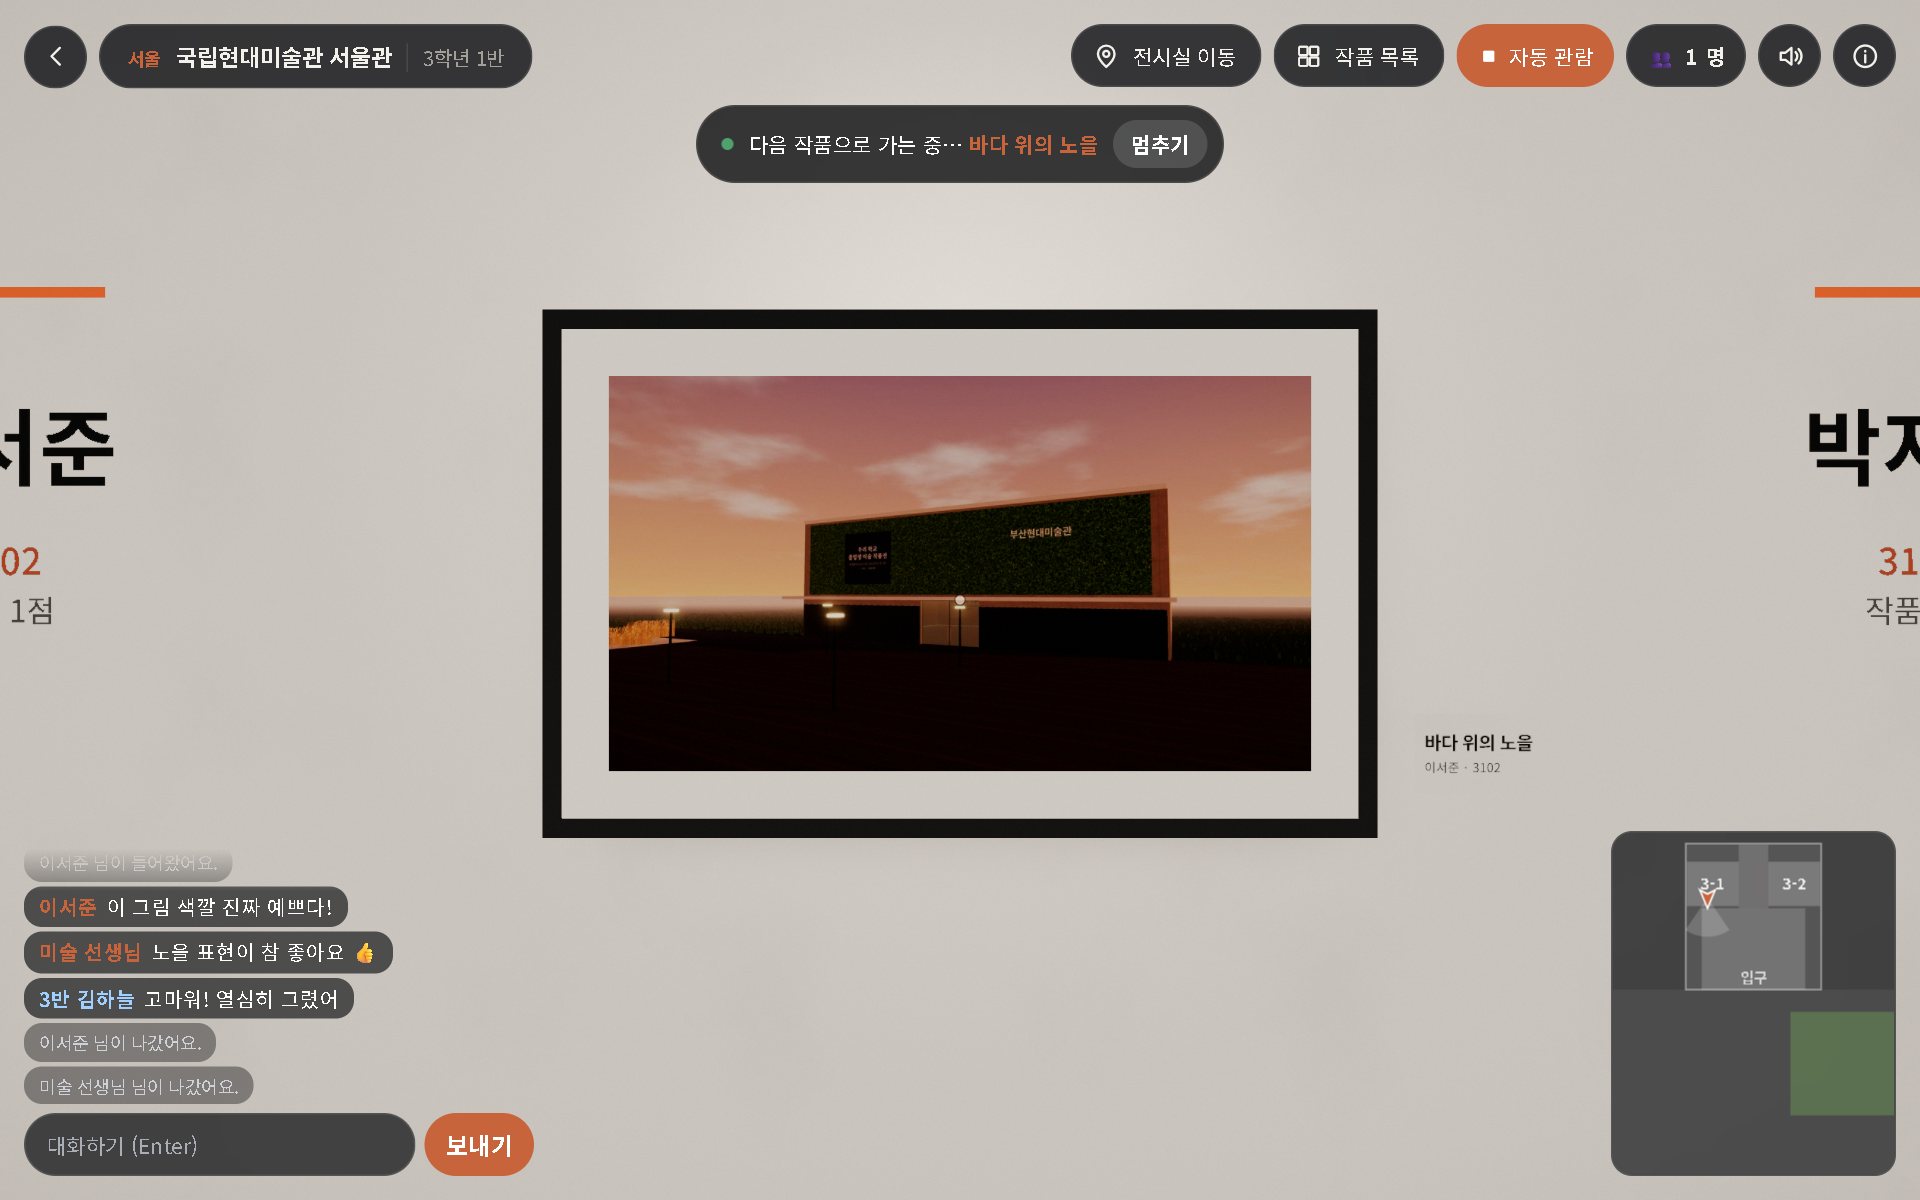 서울 국립현대미술관 서울관 3학년 1반
전시실 이동
작품 목록
자동 관람
1 명
다음 작품으로 가는 중… 바다 위의 노을 멈추기
서준
02
1점
박
31
작품
부산현대미술관
바다 위의 노을
이서준 · 3102
이서준 님이 들어왔어요.
이서준 이 그림 색깔 진짜 예쁘다!
미술 선생님 노을 표현이 참 좋아요 👍
3반 김하늘 고마워! 열심히 그렸어
이서준 님이 나갔어요.
미술 선생님 님이 나갔어요.
대화하기 (Enter)
보내기
3-1
3-2
입구